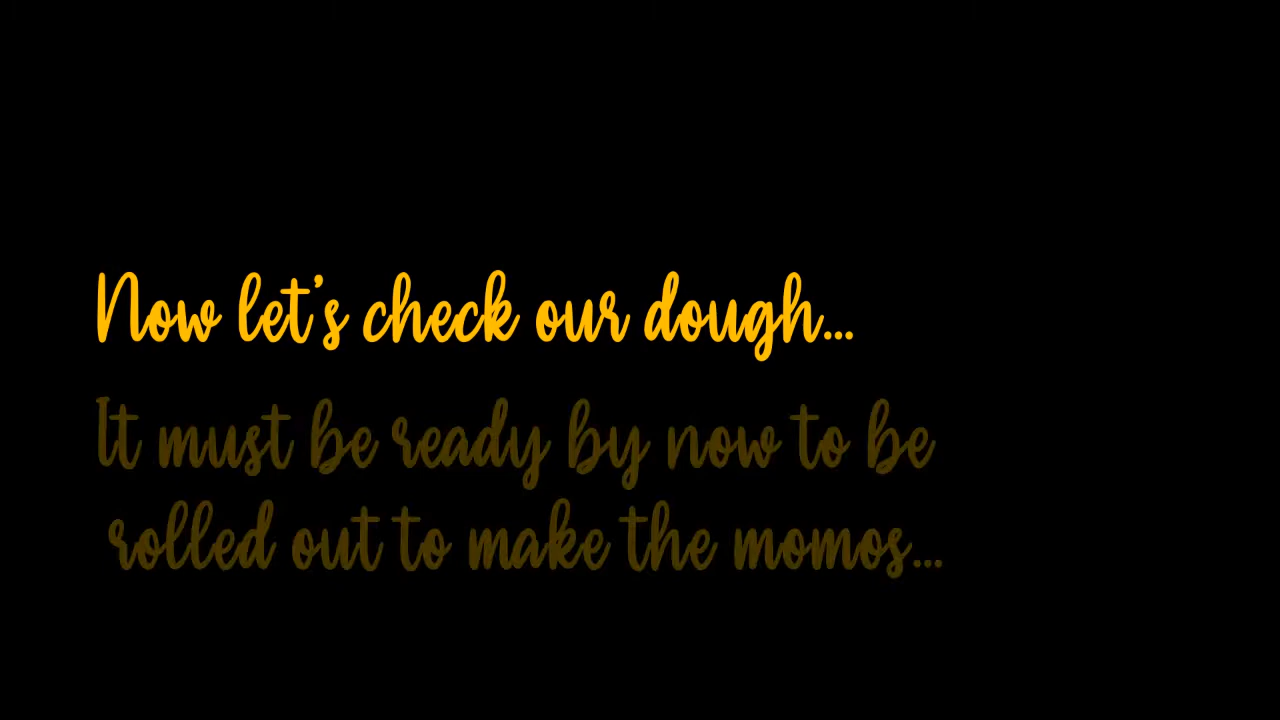 Now let's check our dough...
It must be ready by now to be
rolled out to make the momos...